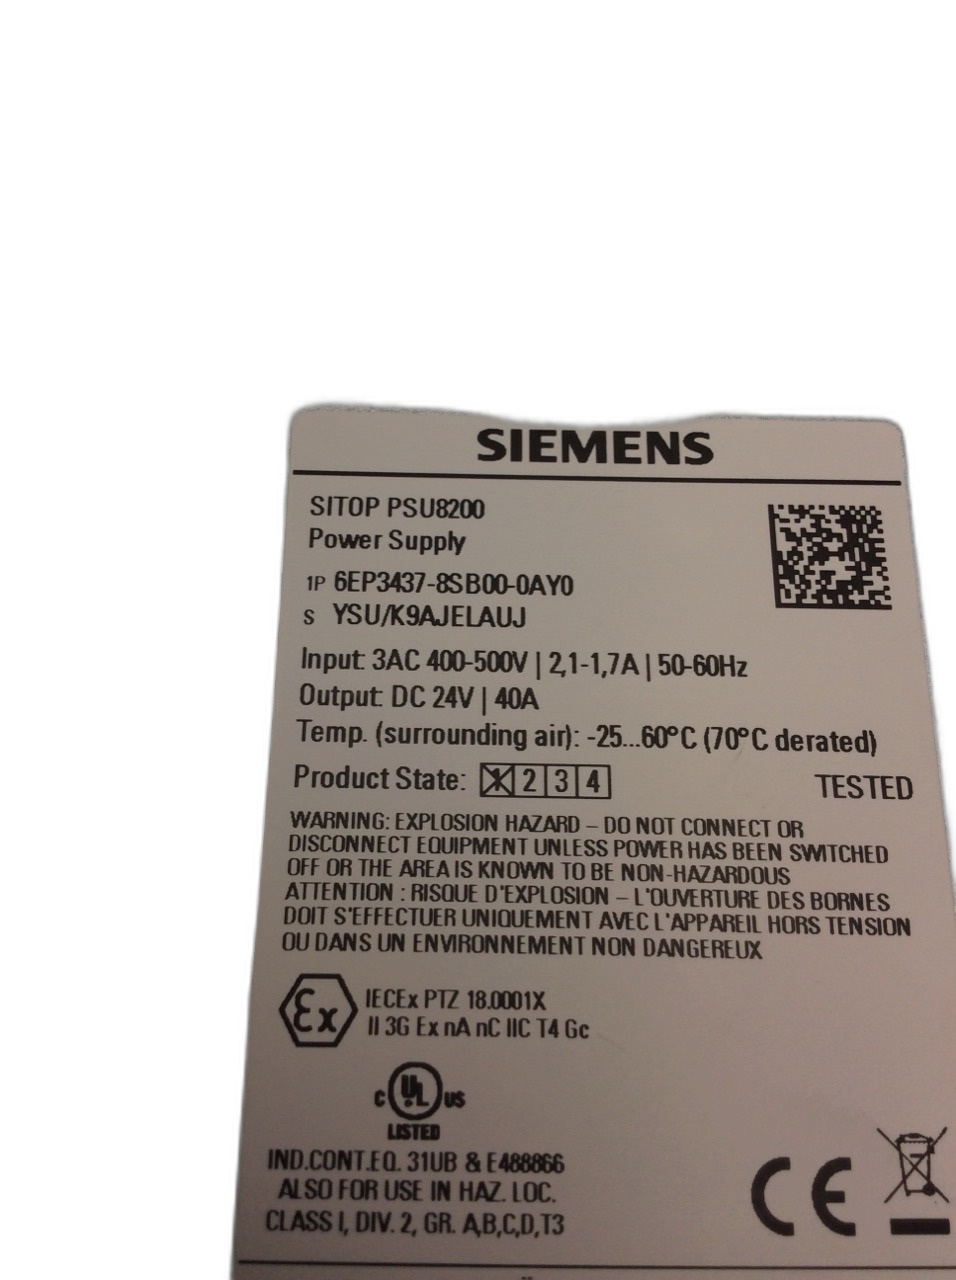 SIEMENS
SITOP PSU8200
Power Supply
1P 6EP3437-8SB00-0AY0
S YSU/K9AJELAUJ
Input: 3AC 400-500V | 2,1-1,7A | 50-60Hz
Output: DC 24V | 40A
Temp. (surrounding air): -25...60°C (70°C derated)
Product State: 1 2 3 4
TESTED
WARNING: EXPLOSION HAZARD – DO NOT CONNECT OR
DISCONNECT EQUIPMENT UNLESS POWER HAS BEEN SWITCHED
OFF OR THE AREA IS KNOWN TO BE NON-HAZARDOUS
ATTENTION : RISQUE D'EXPLOSION – L'OUVERTURE DES BORNES
DOIT S'EFFECTUER UNIQUEMENT AVEC L'APPAREIL HORS TENSION
OU DANS UN ENVIRONNEMENT NON DANGEREUX
Ex
IECEx PTZ 18.0001X
II 3G Ex nA nC IIC T4 Gc
C UL US
LISTED
IND.CONT.EQ. 31UB & E488866
ALSO FOR USE IN HAZ. LOC.
CLASS I, DIV. 2, GR. A,B,C,D,T3
CE